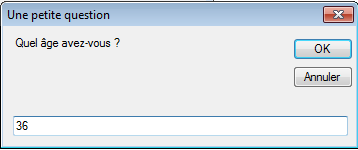 Une petite question
Quel âge avez-vous ?
OK
Annuler
36